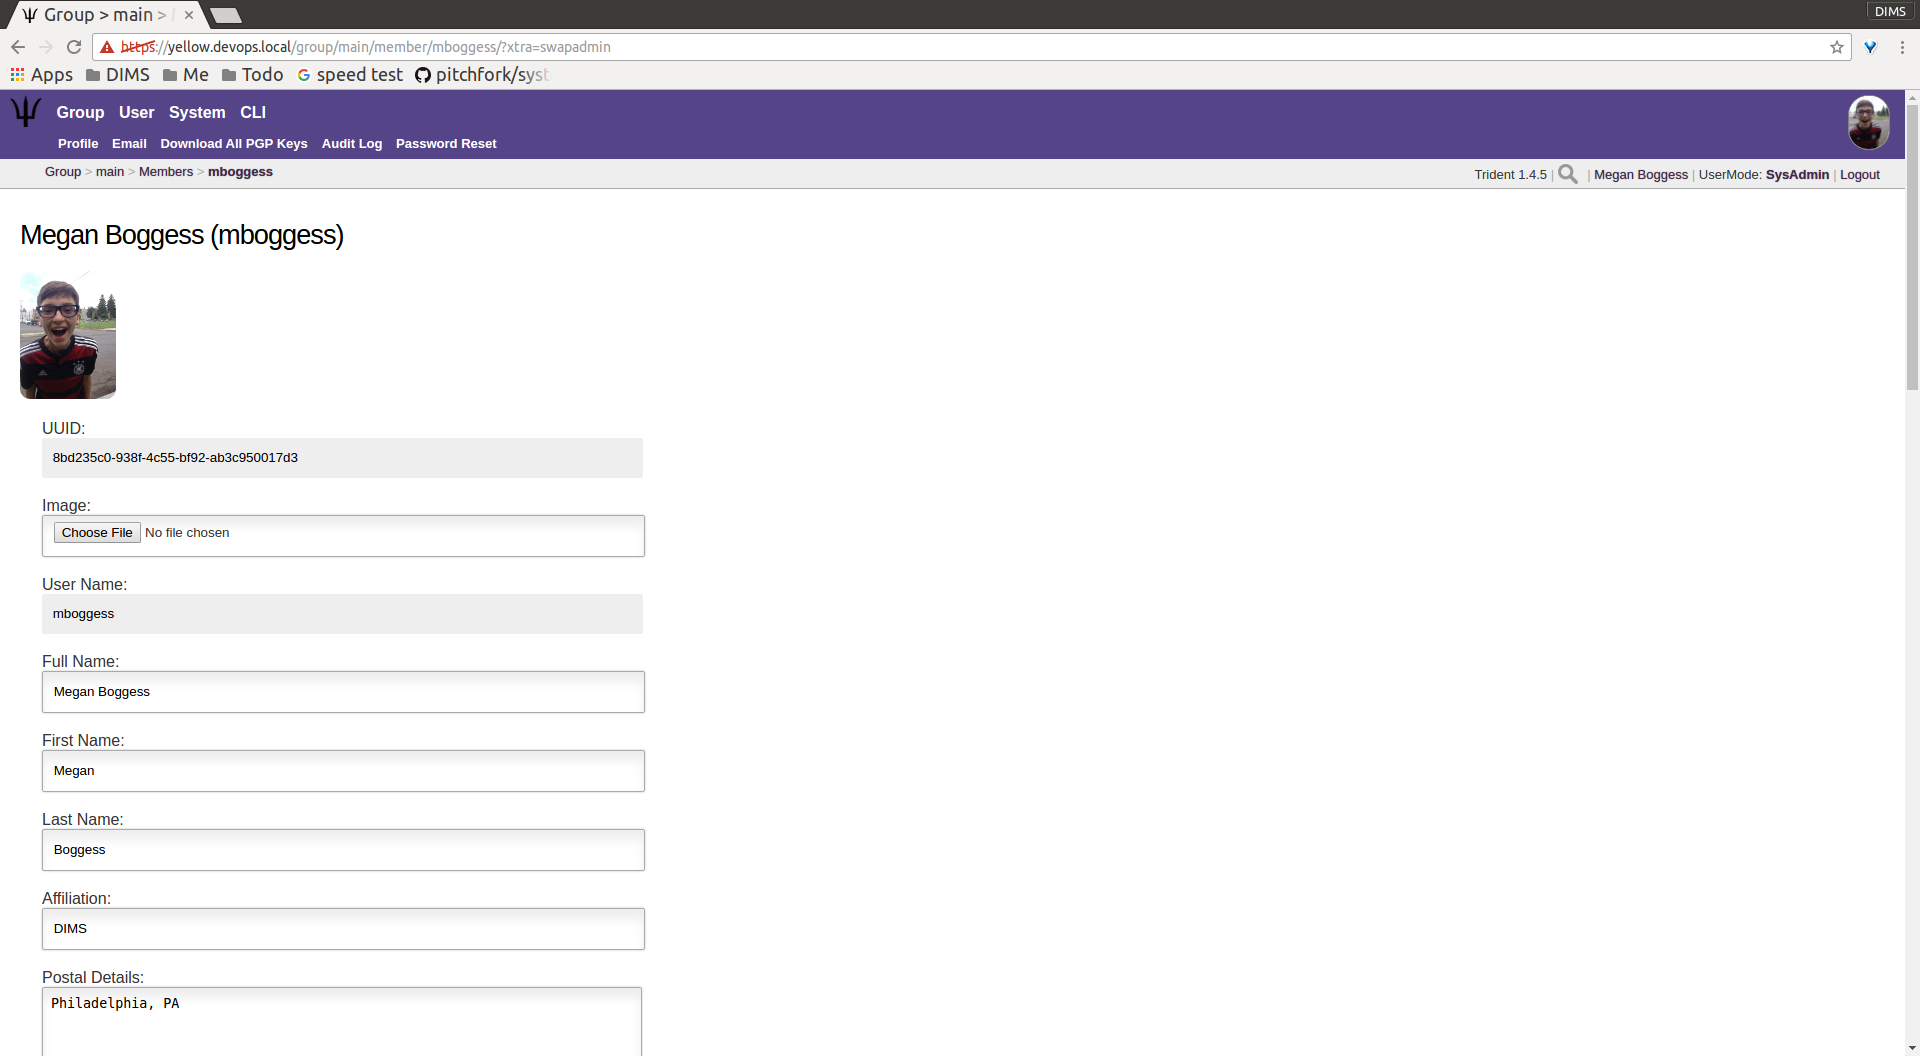 Group > main >
DIMS
https://yellow.devops.local/group/main/member/mboggess/?xtra=swapadmin
Apps DIMS Me Todo speed test pitchfork/syst
Group User System CLI
Profile Email Download All PGP Keys Audit Log Password Reset
Group > main > Members > mboggess
Trident 1.4.5 | | Megan Boggess | UserMode: SysAdmin | Logout
Megan Boggess (mboggess)
UUID:
8bd235c0-938f-4c55-bf92-ab3c950017d3
Image:
Choose File No file chosen
User Name:
mboggess
Full Name:
Megan Boggess
First Name:
Megan
Last Name:
Boggess
Affiliation:
DIMS
Postal Details:
Philadelphia, PA